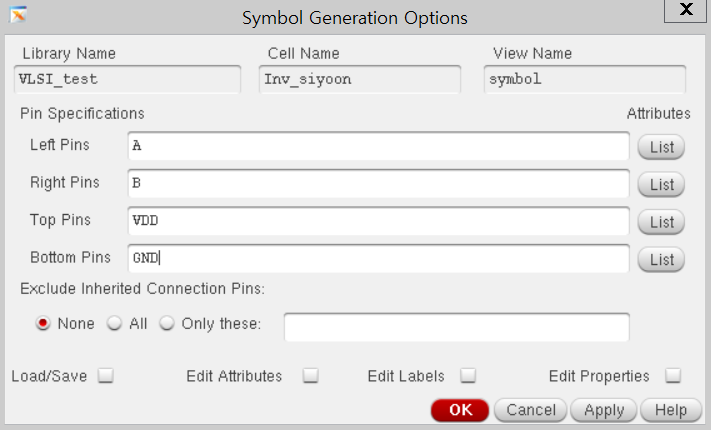 Symbol Generation Options
X
Library Name Cell Name View Name
VLSI_test Inv_siyoon symbol
Pin Specifications Attributes
Left Pins A List
Right Pins B List
Top Pins VDD List
Bottom Pins GND List
Exclude Inherited Connection Pins:
None All Only these:
Load/Save Edit Attributes Edit Labels Edit Properties
OK Cancel Apply Help